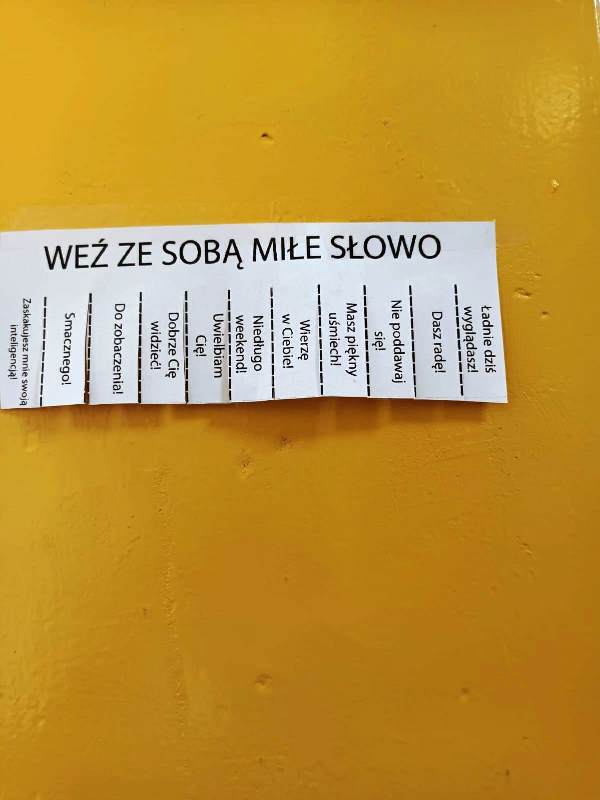 WEŹ ZE SOBĄ MIŁE SŁOWO
Zaskakujesz mnie swoją
inteligencją!
Smacznego!
Do zobaczenia!
Dobrze Cię
widzieć!
Uwielbiam
Cię!
Niedługo
weekend!
Wierzę
w Ciebie!
Masz piękny
uśmiech!
Nie poddawaj
się!
Dasz radę!
Ładnie dziś
wyglądasz!